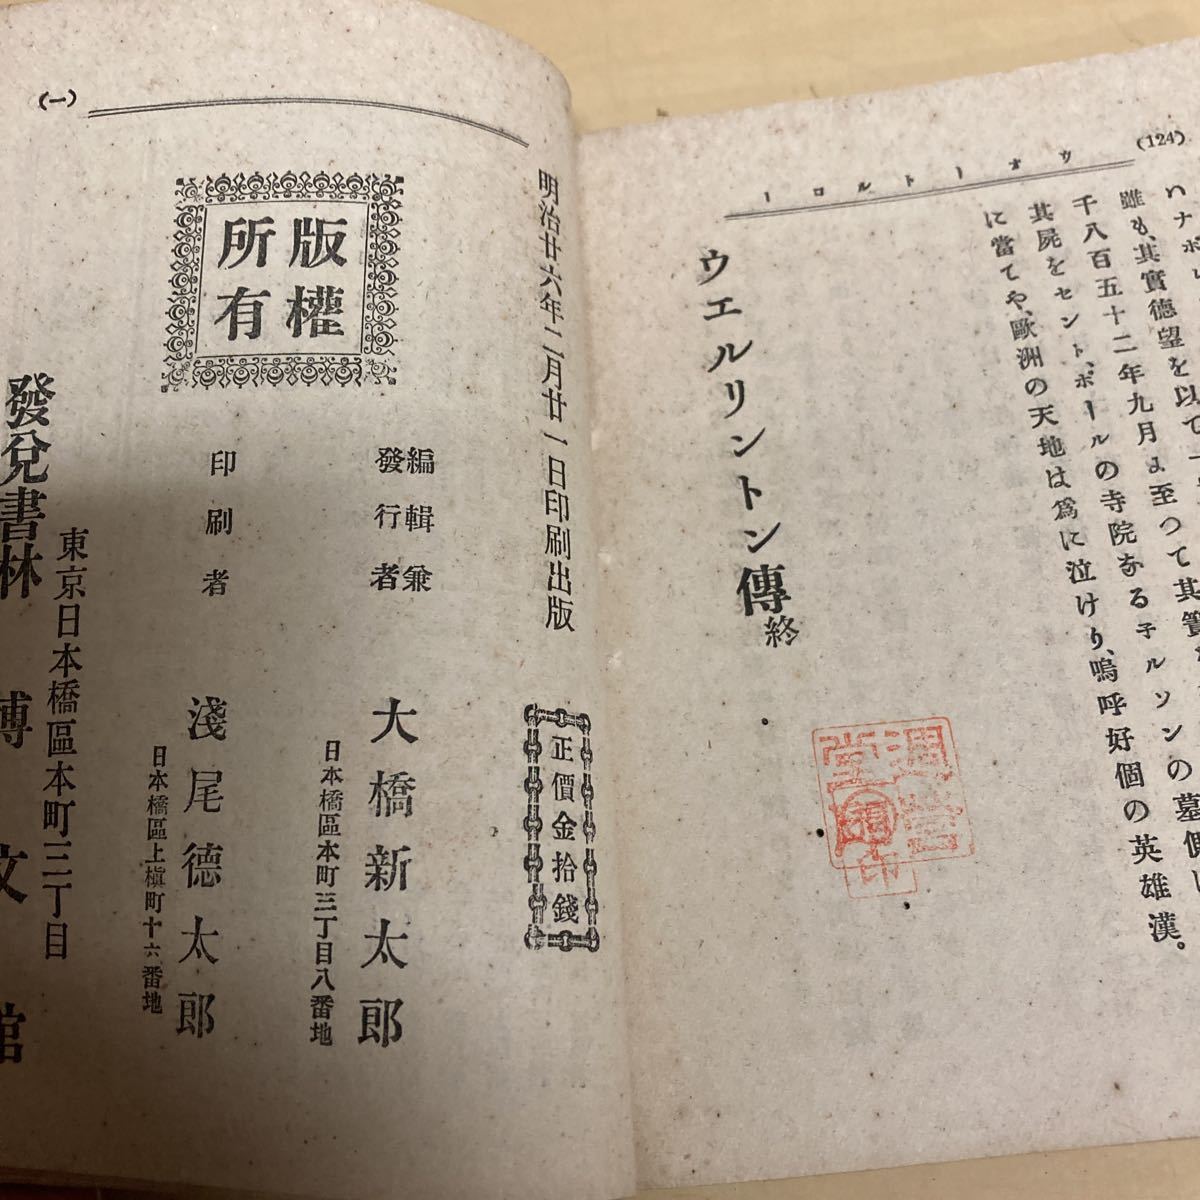 (124)
ウオートルロー
ハナポ
雖も、其實德望を以て一
千八百五十二年九月よ至つて其簀
其屍をセント、ポールの寺院なる子ルソンの墓側に
に當てや、歐洲の天地は爲に泣けり、嗚呼好個の英雄漢。
ウエルリントン傳終
(一)
明治廿六年二月廿一日印刷出版
正價金拾錢
版權所有
編輯兼
發行者
大橋新太郎
日本橋區本町三丁目八番地
印刷者
淺尾德太郎
日本橋區上槇町十六番地
東京日本橋區本町三丁目
發兌書林 博文館